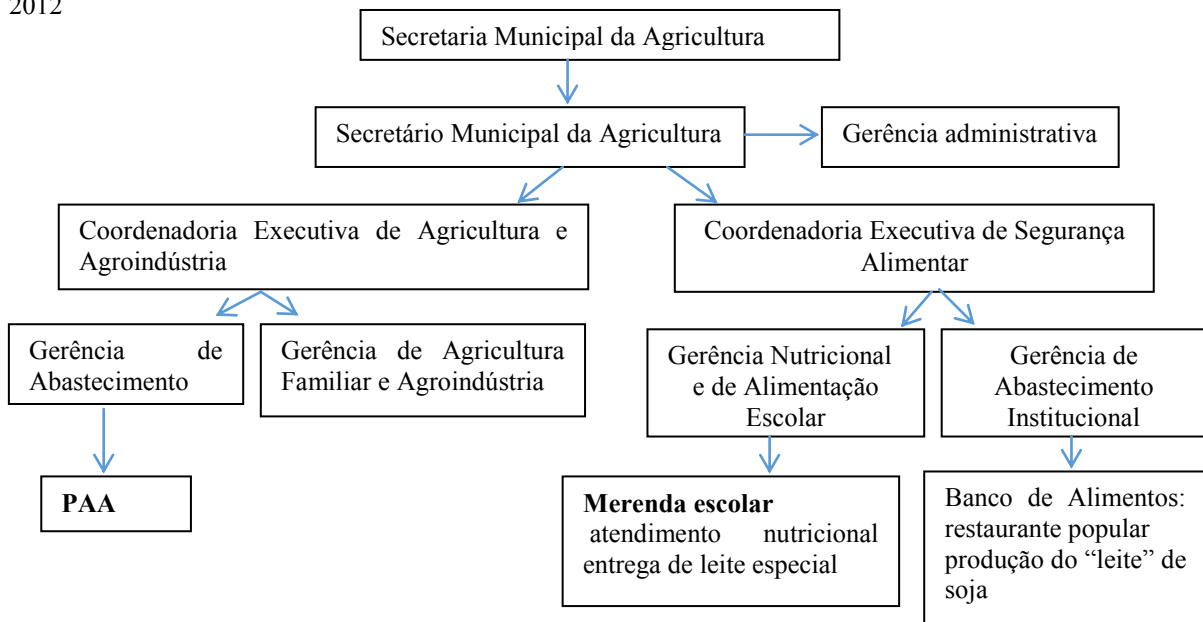 2012
Secretaria Municipal da Agricultura
Secretário Municipal da Agricultura
Gerência administrativa
Coordenadoria Executiva de Agricultura e
Agroindústria
Coordenadoria Executiva de Segurança
Alimentar
Gerência de
Abastecimento
Gerência de Agricultura
Familiar e Agroindústria
Gerência Nutricional
e de Alimentação
Escolar
Gerência de
Abastecimento
Institucional
PAA
Merenda escolar
atendimento nutricional
entrega de leite especial
Banco de Alimentos:
restaurante popular
produção do “leite” de
soja